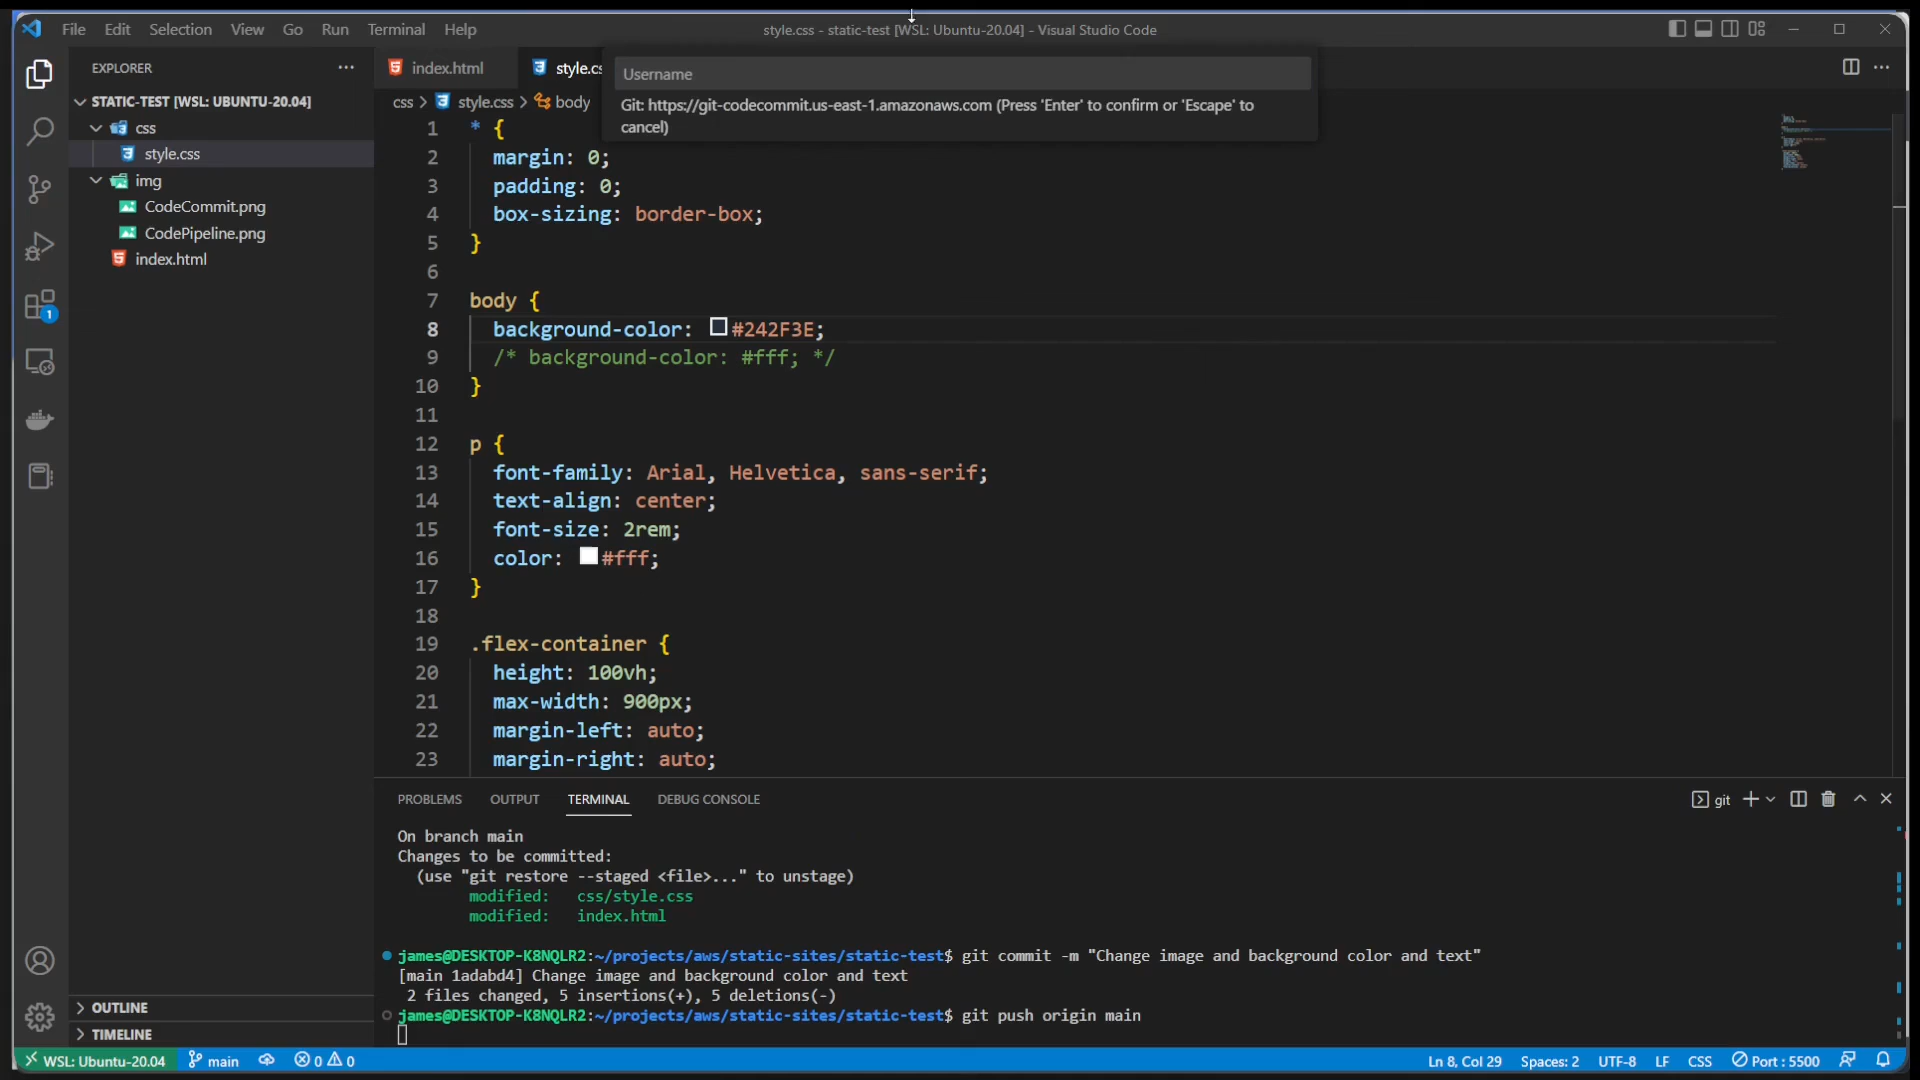 File Edit Selection View Go Run Terminal Help
style.css - static-test [WSL: Ubuntu-20.04] - Visual Studio Code
EXPLORER
STATIC-TEST [WSL: UBUNTU-20.04]
css
style.css
img
CodeCommit.png
CodePipeline.png
index.html
1
OUTLINE
TIMELINE
index.html
style.cs
Username
Git: https://git-codecommit.us-east-1.amazonaws.com (Press 'Enter' to confirm or 'Escape' to
cancel)
css > style.css > body
1 * {
2 margin: 0;
3 padding: 0;
4 box-sizing: border-box;
5 }
6
7 body {
8 background-color: #242F3E;
9 /* background-color: #fff; */
10 }
11
12 p {
13 font-family: Arial, Helvetica, sans-serif;
14 text-align: center;
15 font-size: 2rem;
16 color: #fff;
17 }
18
19 .flex-container {
20 height: 100vh;
21 max-width: 900px;
22 margin-left: auto;
23 margin-right: auto;
PROBLEMS OUTPUT TERMINAL DEBUG CONSOLE
git
On branch main
Changes to be committed:
(use "git restore --staged <file>..." to unstage)
modified: css/style.css
modified: index.html
james@DESKTOP-K8NQLR2:~/projects/aws/static-sites/static-test$ git commit -m "Change image and background color and text"
[main 1adabd4] Change image and background color and text
2 files changed, 5 insertions(+), 5 deletions(-)
james@DESKTOP-K8NQLR2:~/projects/aws/static-sites/static-test$ git push origin main
WSL: Ubuntu-20.04 main 0 0
Ln 8, Col 29 Spaces: 2 UTF-8 LF CSS Port : 5500